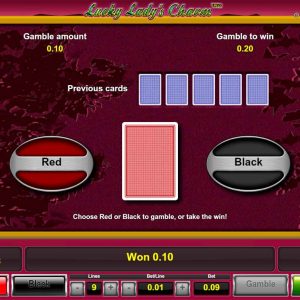 Lucky Lady's Charm
Gamble amount
0.10
Gamble to win
0.20
Previous cards
Red
Black
Choose Red or Black to gamble, or take the win!
Won 0.10
Lines
Bet/Line
Bet
Black
- 9 +
- 0.01 +
0.09
Gamble